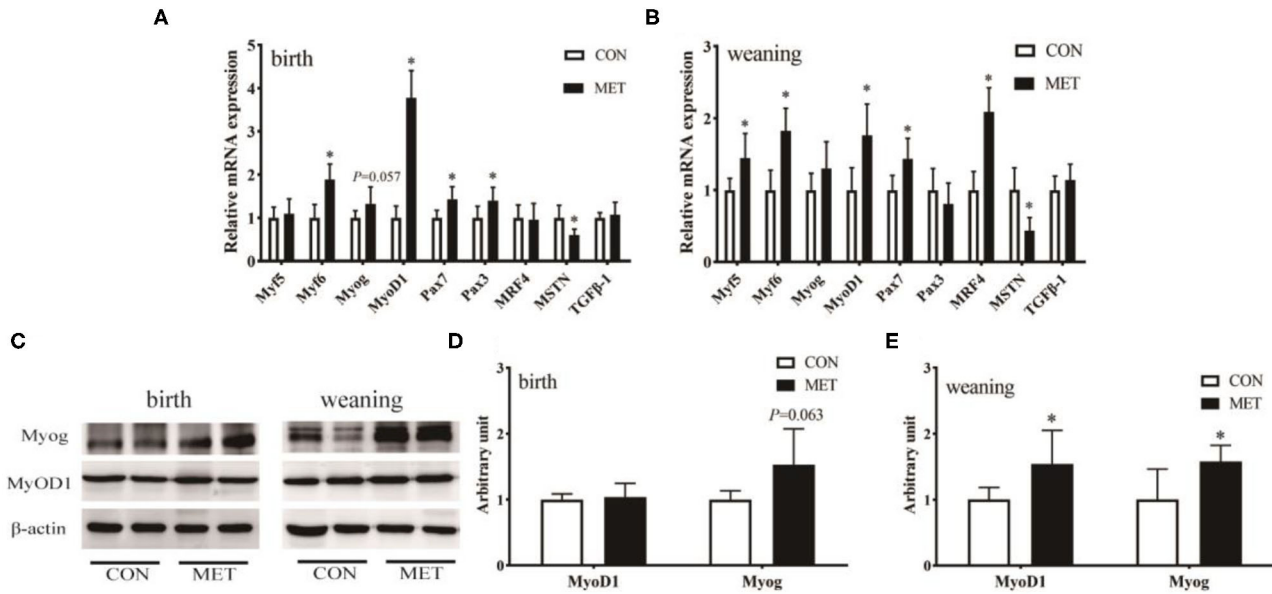 A
birth
CON
MET
Relative mRNA expression
5
4
3
2
1
0
*
*
P=0.057
*
*
*
*
Myf5
Myf6
Myog
MyoD1
Pax7
Pax3
MRF4
MSTN
TGFβ-1
B
weaning
CON
MET
Relative mRNA expression
3
2
1
0
*
*
*
*
*
*
Myf5
Myf6
Myog
MyoD1
Pax7
Pax3
MRF4
MSTN
TGFβ-1
C
birth
weaning
Myog
MyOD1
β-actin
CON
MET
CON
MET
D
birth
CON
MET
Arbitrary unit
3
2
1
0
P=0.063
MyoD1
Myog
E
weaning
CON
MET
Arbitrary unit
3
2
1
0
*
*
MyoD1
Myog